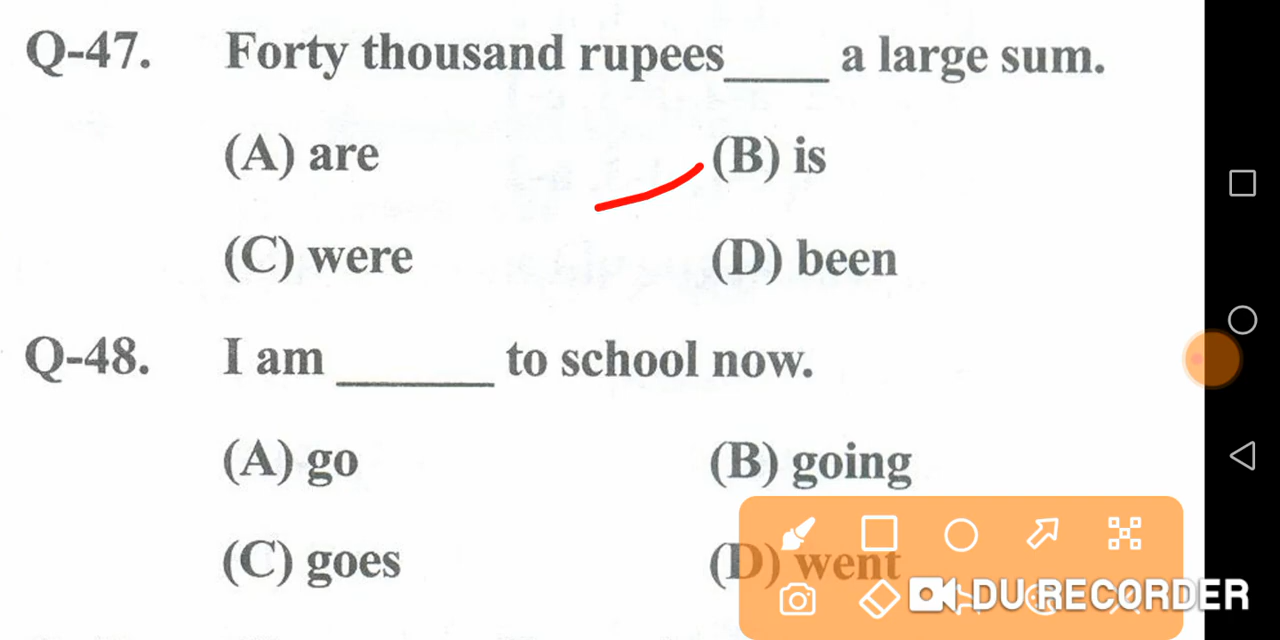 Q-47. Forty thousand rupees____ a large sum.
(A) are (B) is
(C) were (D) been
Q-48. I am ______ to school now.
(A) go (B) going
(C) goes (D) went
DU RECORDER